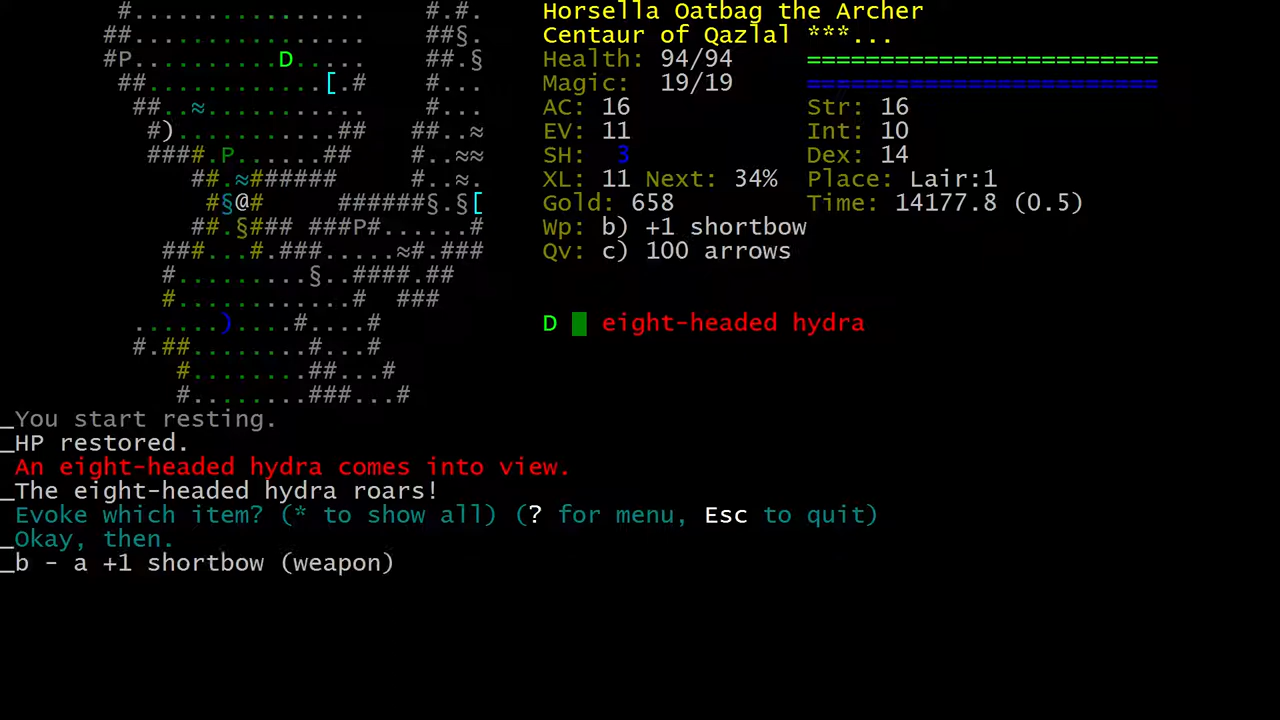 #...............      #.#.     Horsella Oatbag the Archer
##................      ##§.    Centaur of Qazlal ***...
#P..........D.....      ##.§    Health: 94/94      ========================
##.............[.#    #...    Magic:  19/19      ========================
##..≈...........    #...    AC: 16             Str: 16
#)...........##   ##..≈    EV: 11             Int: 10
####.P......##    #..≈≈    SH:  3             Dex: 14
##.≈######     #..≈.    XL: 11 Next: 34%   Place: Lair:1
#§@#     ######§.§[    Gold: 658          Time: 14177.8 (0.5)
##.§### ###P#......#    Wp: b) +1 shortbow
###...#.###.....≈#.###    Qv: c) 100 arrows
#.........§..####.##
#............#  ###
......)....#....#     D   eight-headed hydra
#.##........#...#
#........##...#
#........###...#
_You start resting.
_HP restored.
An eight-headed hydra comes into view.
_The eight-headed hydra roars!
Evoke which item? (* to show all) (? for menu, Esc to quit)
_Okay, then.
_b - a +1 shortbow (weapon)